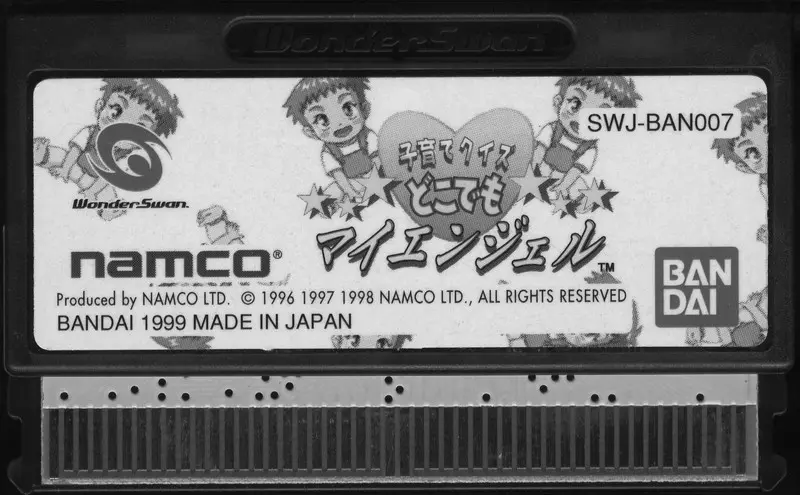 WonderSwan
SWJ-BAN007
子育てクイズ
どこでも
マイエンジェル™
WonderSwan
namco®
BAN
DAI
Produced by NAMCO LTD. © 1996 1997 1998 NAMCO LTD., ALL RIGHTS RESERVED
BANDAI 1999 MADE IN JAPAN